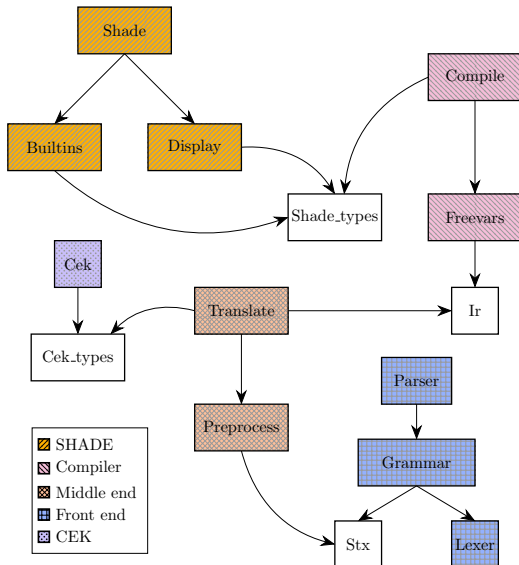 Shade
Compile
Builtins
Display
Shade_types
Freevars
Cek
Translate
Ir
Cek_types
Parser
Preprocess
Grammar
SHADE
Compiler
Middle end
Front end
CEK
Stx
Lexer